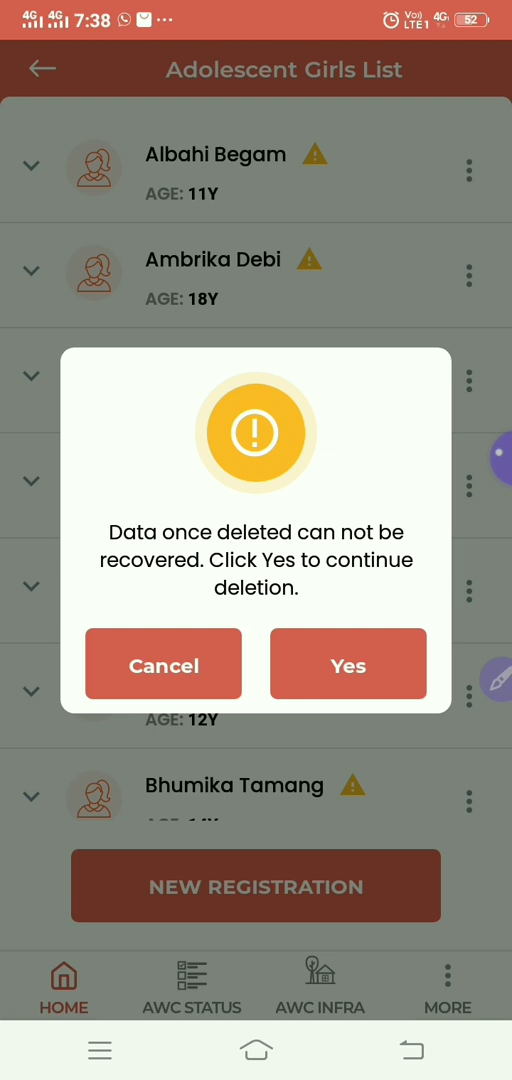 4G 4G 7:38 ... Vo) LTE1 4G 52
Adolescent Girls List
Albahi Begam
AGE: 11Y
Ambrika Debi
AGE: 18Y
Data once deleted can not be
recovered. Click Yes to continue
deletion.
Cancel Yes
AGE: 12Y
Bhumika Tamang
NEW REGISTRATION
HOME AWC STATUS AWC INFRA MORE